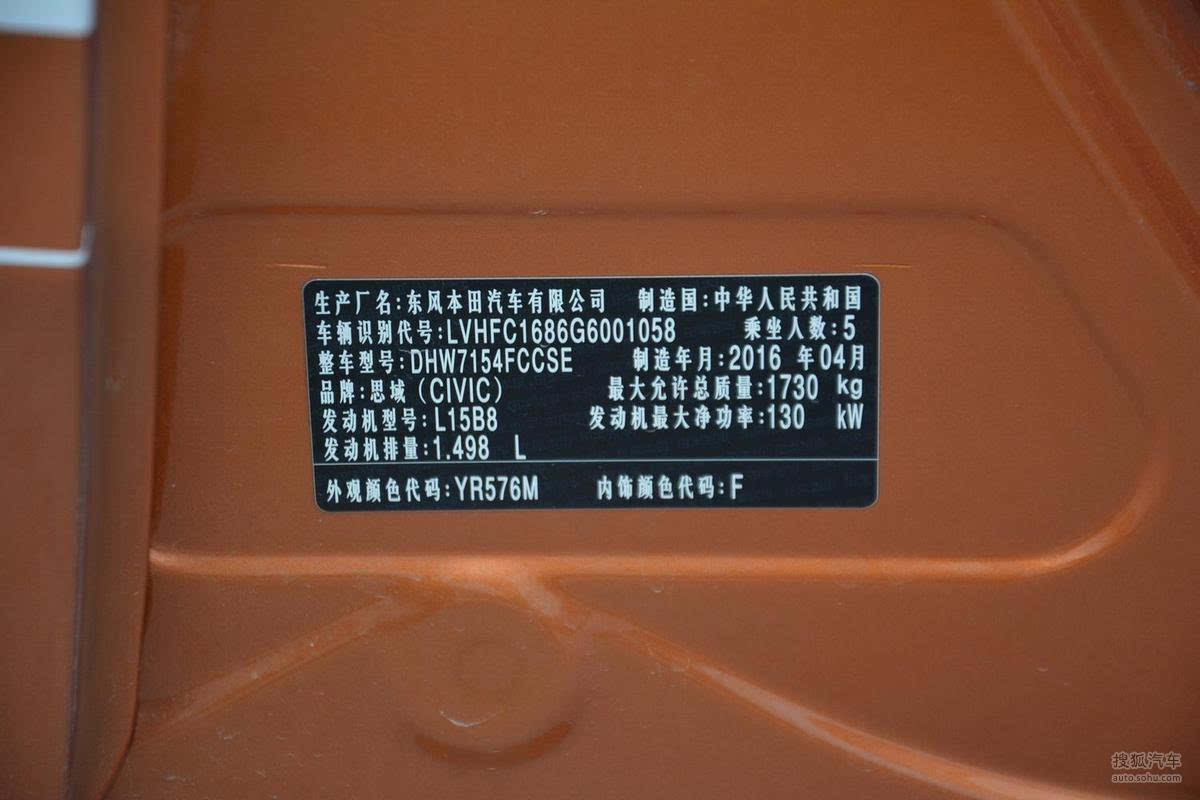 生产厂名:东风本田汽车有限公司 制造国:中华人民共和国
车辆识别代号:LVHFC1686G6001058 乘坐人数:5
整车型号:DHW7154FCCSE 制造年月:2016 年04月
品牌:思域(CIVIC) 最大允许总质量:1730 kg
发动机型号:L15B8 发动机最大净功率:130 kW
发动机排量:1.498 L
外观颜色代码:YR576M 内饰颜色代码:F
搜狐汽车
auto.sohu.com